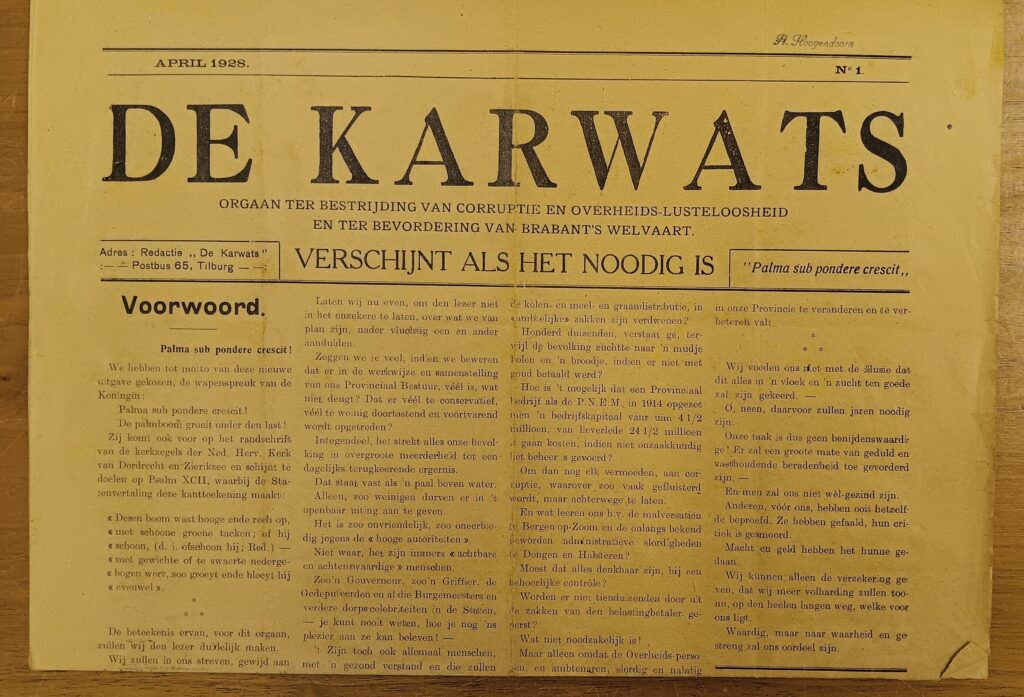 A. Hoogendoorn
APRIL 1928.
No 1.
DE KARWATS
ORGAAN TER BESTRIJDING VAN CORRUPTIE EN OVERHEIDS-LUSTELOOSHEID
EN TER BEVORDERING VAN BRABANT'S WELVAART.
Adres : Redactie ,, De Karwats"
:— — Postbus 65, Tilburg — —:
VERSCHIJNT ALS HET NOODIG IS
"Palma sub pondere crescit,,
Voorwoord.
Palma sub pondere crescit!
We hebben tot motto van deze nieuwe
uitgave gekozen, de wapenspreuk van de
Koningin:
Palma sub pondere crescit!
De palmboom groeit onder den last!
Zij komt ook voor op het randschrift
van de kerkzegels der Ned. Herv. Kerk
van Dordrecht en Zierikzee en schijnt te
doelen op Psalm XCII, waarbij de Sta-
tenvertaling deze kantteekening maakt:
« Desen boom wast hooge ende rech op,
« met schoone groene tacken; of hij
« schoon, (d. i. ofschoon hij; Red.) —
« met gewichte of te swaerte nederge-
« bogen wort, soo groeyt ende bloeyt hij
« evenwel ».
* *
De beteekenis ervan, voor dit orgaan,
zullen wij den lezer duidelijk maken.
Wij zullen in ons streven, gewijd aan
Laten wij nu even, om den lezer niet
in het onzekere te laten, over wat we van
plan zijn, nader vluchtig een en ander
aanduiden.
Zeggen we te veel, indien we beweren
dat er in de werkwijze en samenstelling
van ons Provinciaal Bestuur, véél is, wat
niet deugt? Dat er véél te conservatief,
véél te weinig doortastend en voortvarend
wordt opgetreden?
Integendeel, het strekt alles onze bevol-
king in overgroote meerderheid tot een
dagelijks terugkeerende ergernis.
Dat staat vast als 'n paal boven water.
Alleen, zoo weinigen durven er in 't
openbaar uiting aan te geven.
Het is zoo onvriendelijk, zoo oneerbie-
dig jegens de « hooge autoriteiten ».
Niet waar, het zijn immers « achtbare
en achtenswaardige » menschen.
Zoo'n Gouverneur, zoo'n Griffier, de
Gedeputeerden en al die Burgemeesters en
verdere dorpscelebriteiten in de Staten,
— je kunt nooit weten, hoe je nog 'ns
plezier aan ze kan beleven! —
't Zijn toch ook allemaal menschen,
met 'n gezond verstand en die zullen
de kolen- en meel- en graandistributie, in
«ambtelijke» zakken zijn verdwenen?
Honderd duizenden, verstaat ge, ter-
wijl de bevolking zuchtte naar 'n mudje
kolen en 'n broodje, indien er niet met
goud betaald werd?
Hoe is 't mogelijk dat een Provinciaal
bedrijf als de P.N.E.M. in 1914 opgezet
men 'n bedrijfskapitaal vanr uim 4 1/2
millioen, van lieverlede 24 1/2 millioen
is gaan kosten, indien niet onzaakkundig
het beheer is gevoerd?
Om dan nog elk vermoeden, aan cor-
ruptie, waarover zoo vaak gefluisterd
wordt, maar achterwege te laten.
En wat leeren ons b.v. de malversatiën
te Bergen-op-Zoom en de onlangs bekend
geworden administratieve slordigheden
te Dongen en Halsteren?
Moest dat alles denkbaar zijn, bij een
behoorlijke contrôle?
Worden er niet tienduizenden door uit
de zakken van den belastingbetaler ge-
perst?
Wat niet noodzakelijk is!
Maar alleen omdat de Overheids-perso-
nen, en ambtenaren, slordig en nalatig
in onze Provincie te veranderen en te ver-
beteren valt.
*
* *
Wij voeden ons niet met de illusie dat
dit alles in 'n vloek en 'n zucht ten goede
zal zijn gekeerd. —
O, neen, daarvoor zullen jaren noodig
zijn.
Onze taak is dus geen benijdenswaardi-
ge! Er zal een groote mate van geduld en
vasthoudende beradenheid toe gevorderd
zijn. —
En men zal ons niet wèl-gezind zijn.
Anderen, vóór ons, hebben ooit hetzelf-
de beproefd. Ze hebben gefaald, hun cri-
tiek is gesmoord.
Macht en geld hebben het hunne ge-
daan.
Wij kunnen alleen de verzekering ge-
ven, dat wij meer volharding zullen too-
nn, op den heelen langen weg, welke voor
ons ligt.
Waardig, maar naar waarheid en ge-
streng zal ons oordeel zijn.